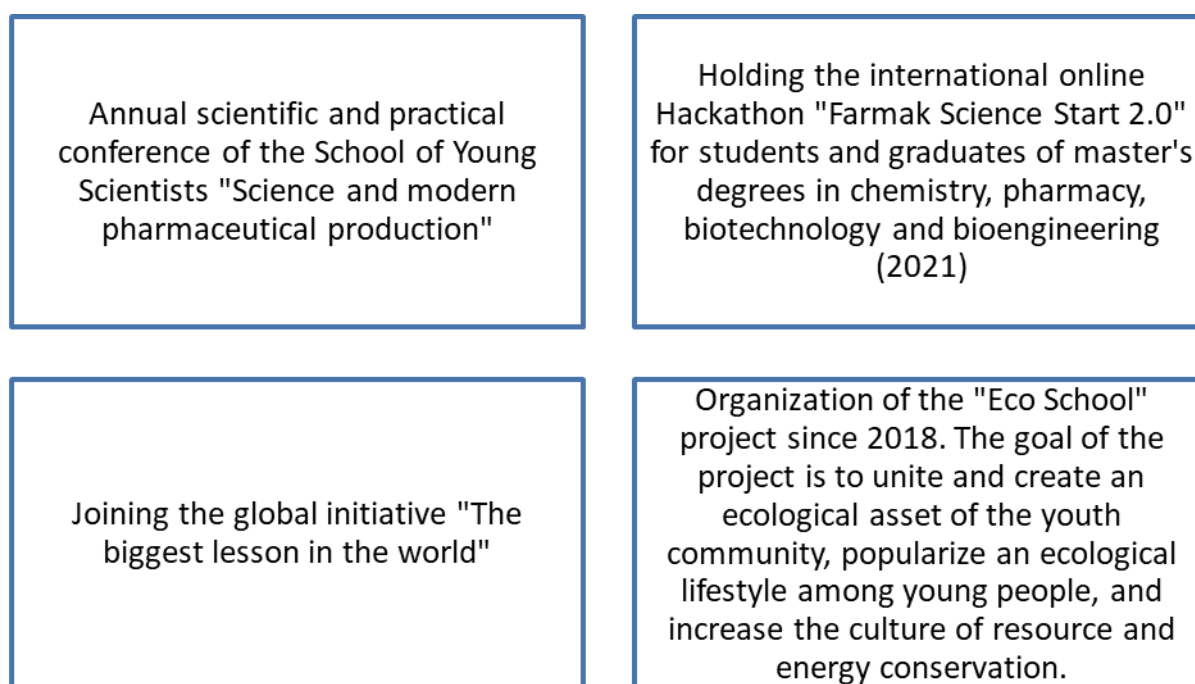 Annual scientific and practical
conference of the School of Young
Scientists "Science and modern
pharmaceutical production"
Holding the international online
Hackathon "Farmak Science Start 2.0"
for students and graduates of master's
degrees in chemistry, pharmacy,
biotechnology and bioengineering
(2021)
Joining the global initiative "The
biggest lesson in the world"
Organization of the "Eco School"
project since 2018. The goal of the
project is to unite and create an
ecological asset of the youth
community, popularize an ecological
lifestyle among young people, and
increase the culture of resource and
energy conservation.